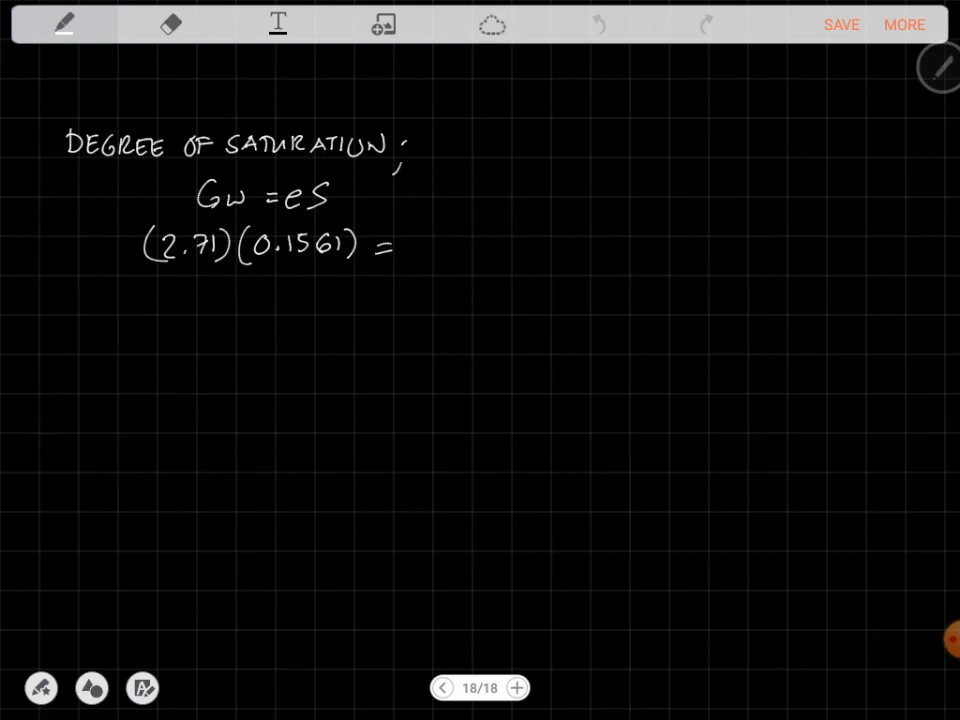 T SAVE MORE
DEGREE OF SATURATION;
Gw = eS
(2.71)(0.1561) =
18/18